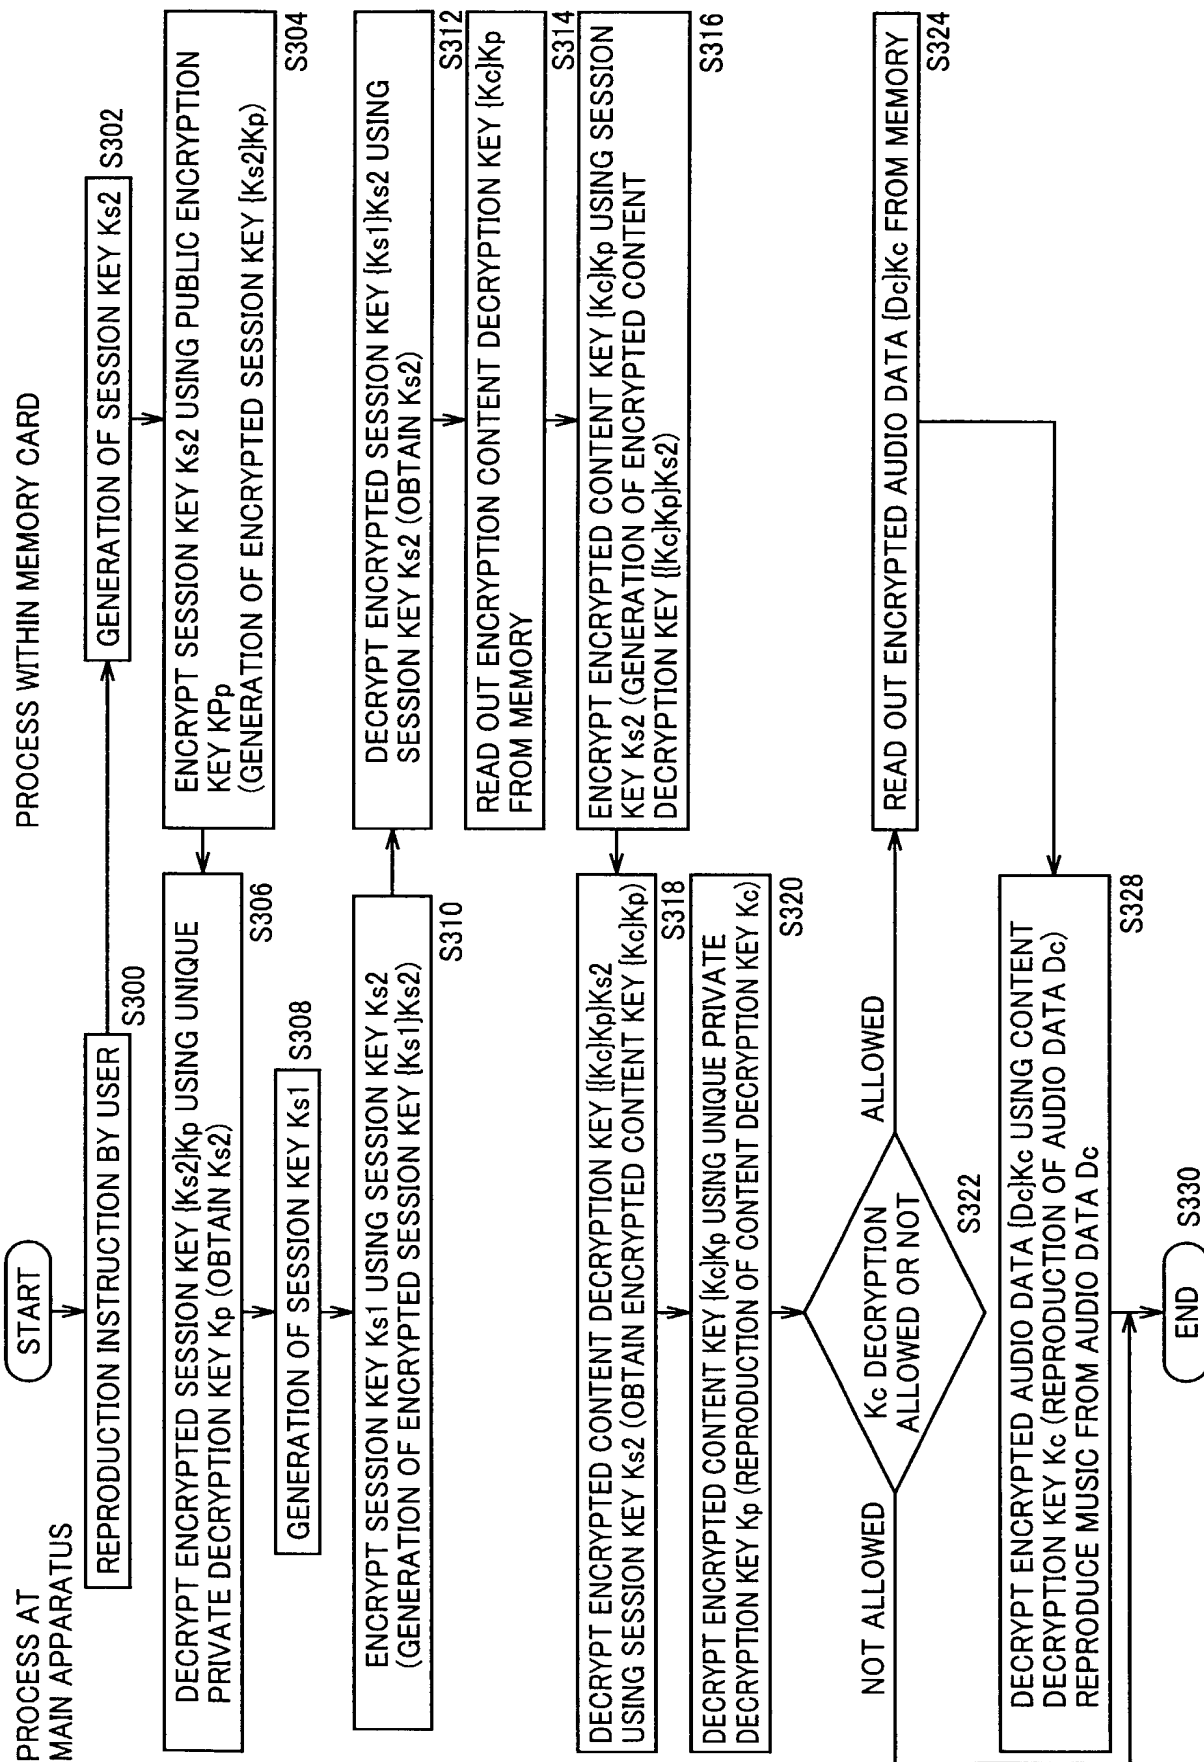 PROCESS AT
MAIN APPARATUS
PROCESS WITHIN MEMORY CARD
START
REPRODUCTION INSTRUCTION BY USER
S300
GENERATION OF SESSION KEY Ks2
S302
ENCRYPT SESSION KEY Ks2 USING PUBLIC ENCRYPTION
KEY KPp
(GENERATION OF ENCRYPTED SESSION KEY {Ks2}Kp)
S304
DECRYPT ENCRYPTED SESSION KEY {Ks2}Kp USING UNIQUE
PRIVATE DECRYPTION KEY Kp (OBTAIN Ks2)
S306
GENERATION OF SESSION KEY Ks1
S308
ENCRYPT SESSION KEY Ks1 USING SESSION KEY Ks2
(GENERATION OF ENCRYPTED SESSION KEY {Ks1}Ks2)
S310
DECRYPT ENCRYPTED SESSION KEY {Ks1}Ks2 USING
SESSION KEY Ks2 (OBTAIN Ks2)
S312
READ OUT ENCRYPTION CONTENT DECRYPTION KEY {Kc}Kp
FROM MEMORY
S314
ENCRYPT ENCRYPTED CONTENT KEY {Kc}Kp USING SESSION
KEY Ks2 (GENERATION OF ENCRYPTED CONTENT
DECRYPTION KEY {{Kc}Kp}Ks2)
S316
DECRYPT ENCRYPTED CONTENT DECRYPTION KEY {{Kc}Kp}Ks2
USING SESSION KEY Ks2 (OBTAIN ENCRYPTED CONTENT KEY {Kc}Kp)
S318
DECRYPT ENCRYPTED CONTENT KEY {Kc}Kp USING UNIQUE PRIVATE
DECRYPTION KEY Kp (REPRODUCTION OF CONTENT DECRYPTION KEY Kc)
S320
NOT ALLOWED
Kc DECRYPTION
ALLOWED OR NOT
S322
ALLOWED
READ OUT ENCRYPTED AUDIO DATA {Dc}Kc FROM MEMORY
S324
DECRYPT ENCRYPTED AUDIO DATA {Dc}Kc USING CONTENT
DECRYPTION KEY Kc (REPRODUCTION OF AUDIO DATA Dc)
REPRODUCE MUSIC FROM AUDIO DATA Dc
S328
END
S330